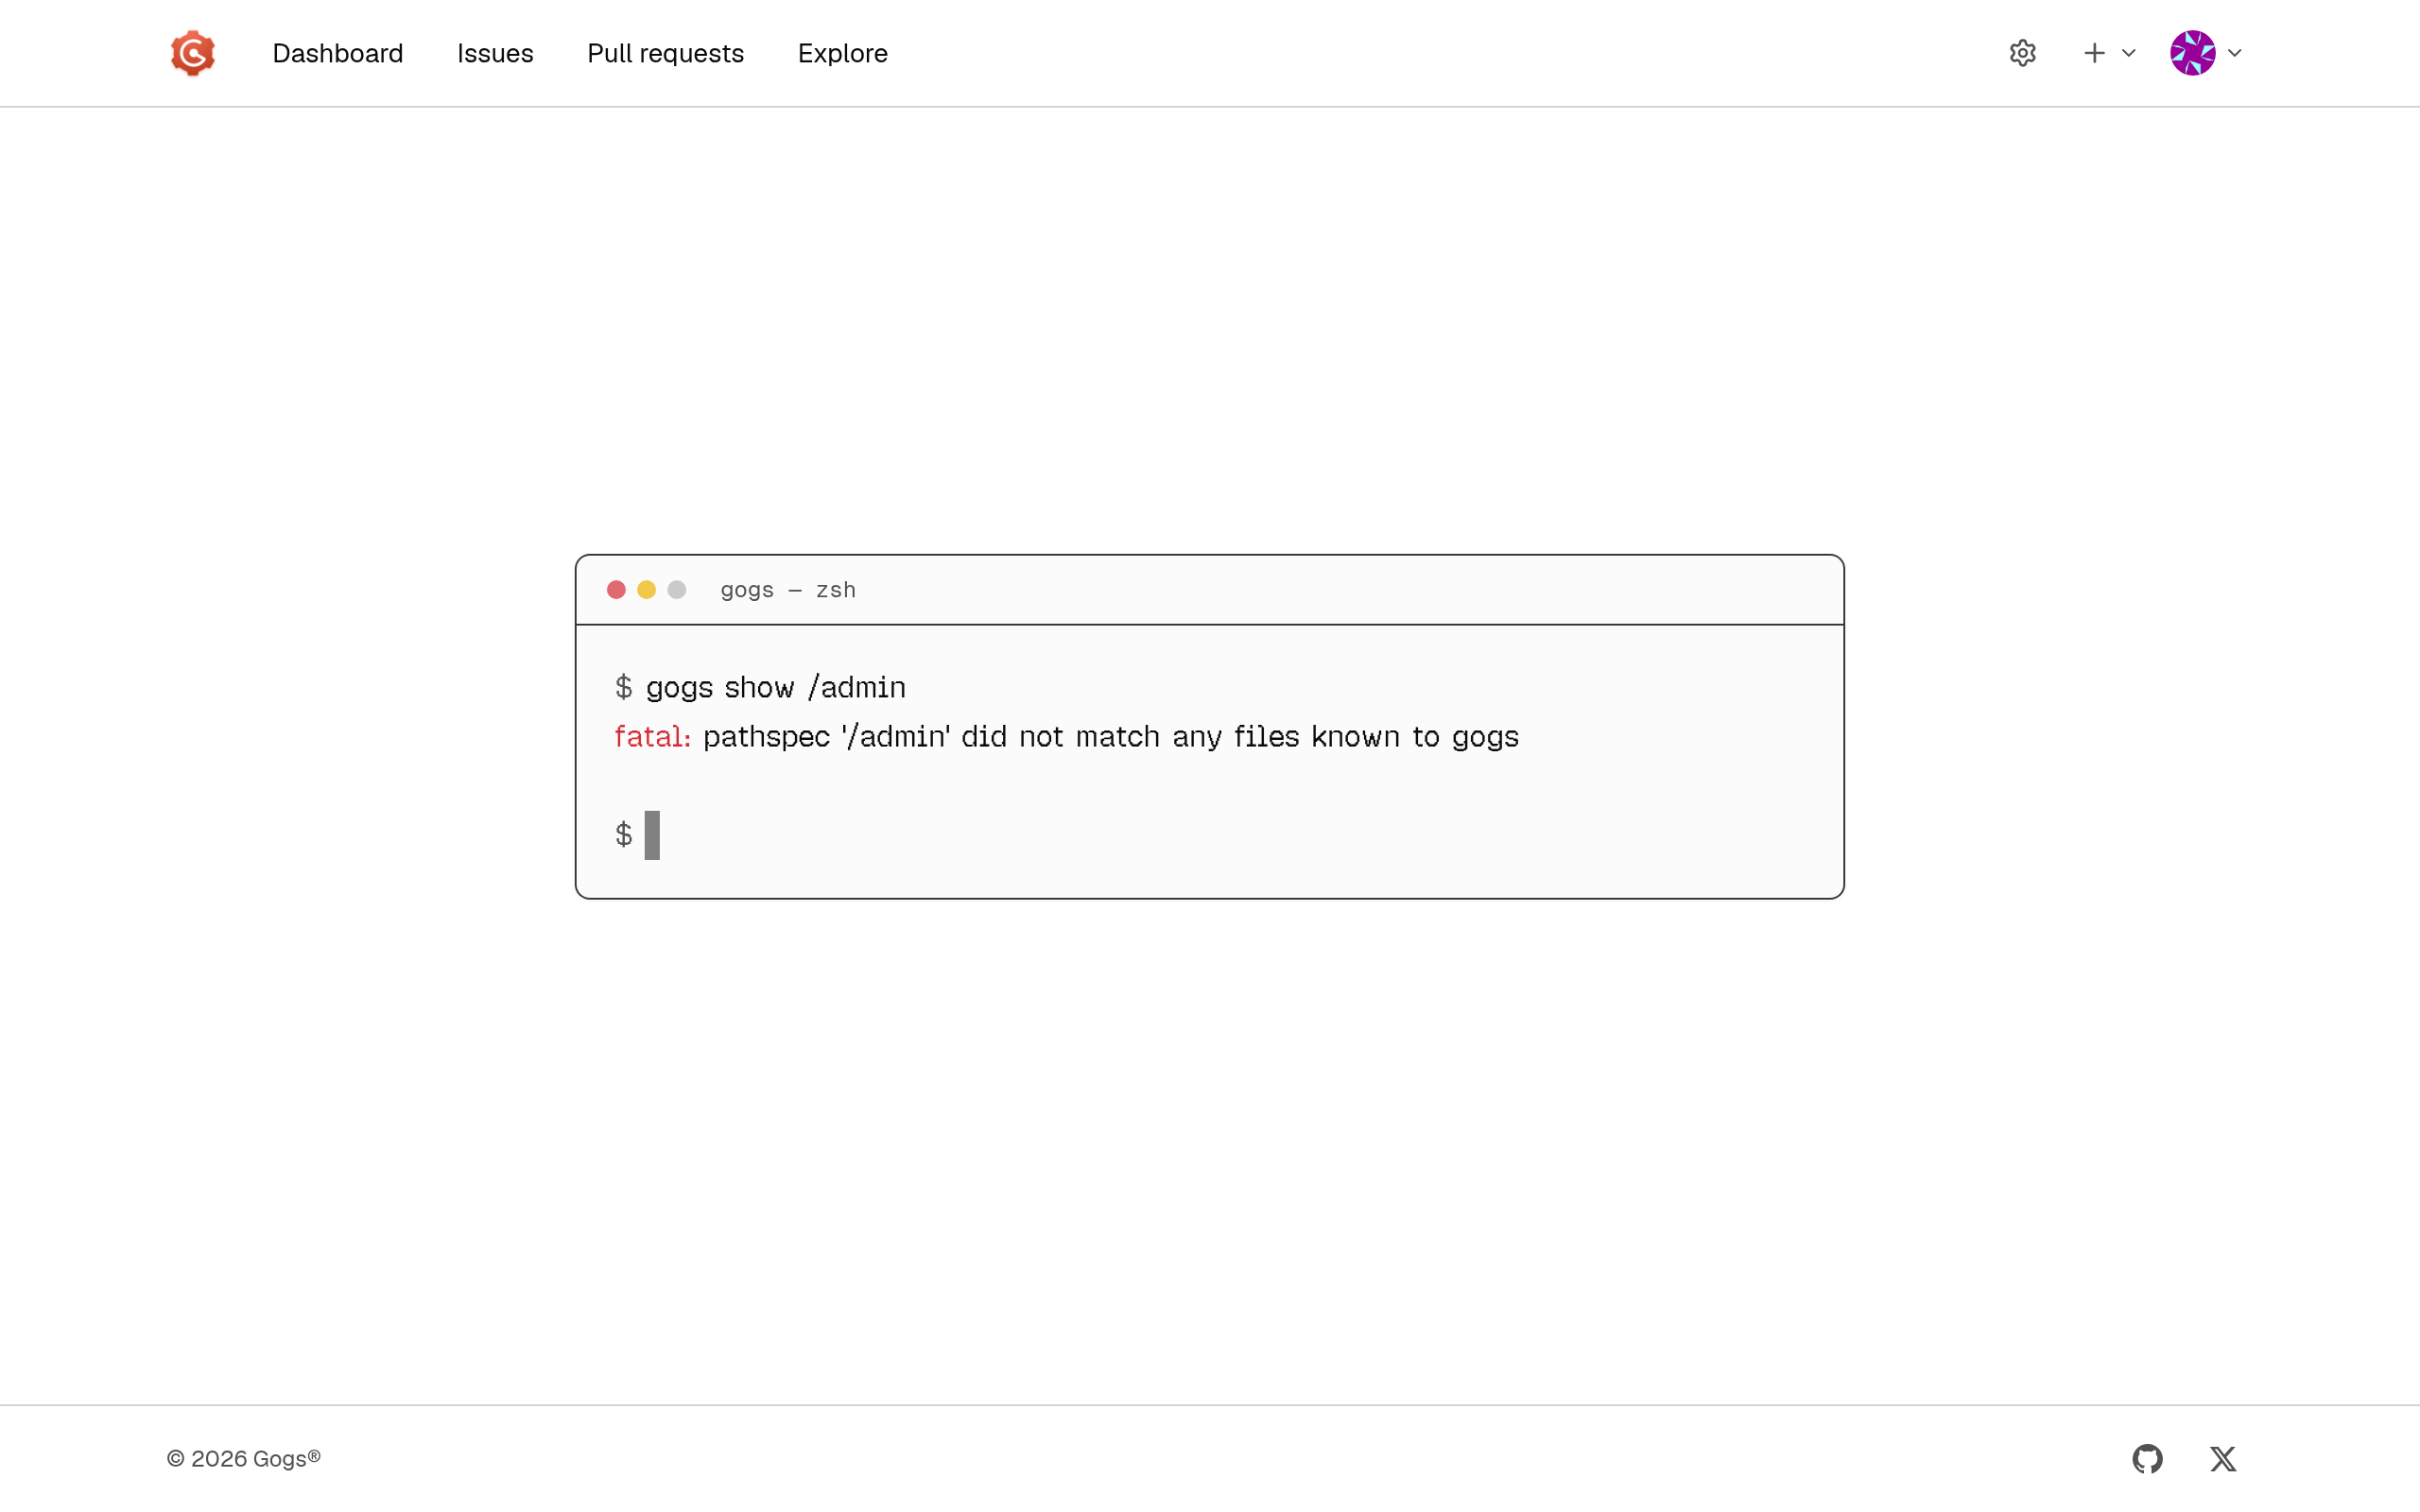 Dashboard Issues Pull requests Explore
gogs — zsh
$ gogs show /admin
fatal: pathspec '/admin' did not match any files known to gogs
$
© 2026 Gogs®